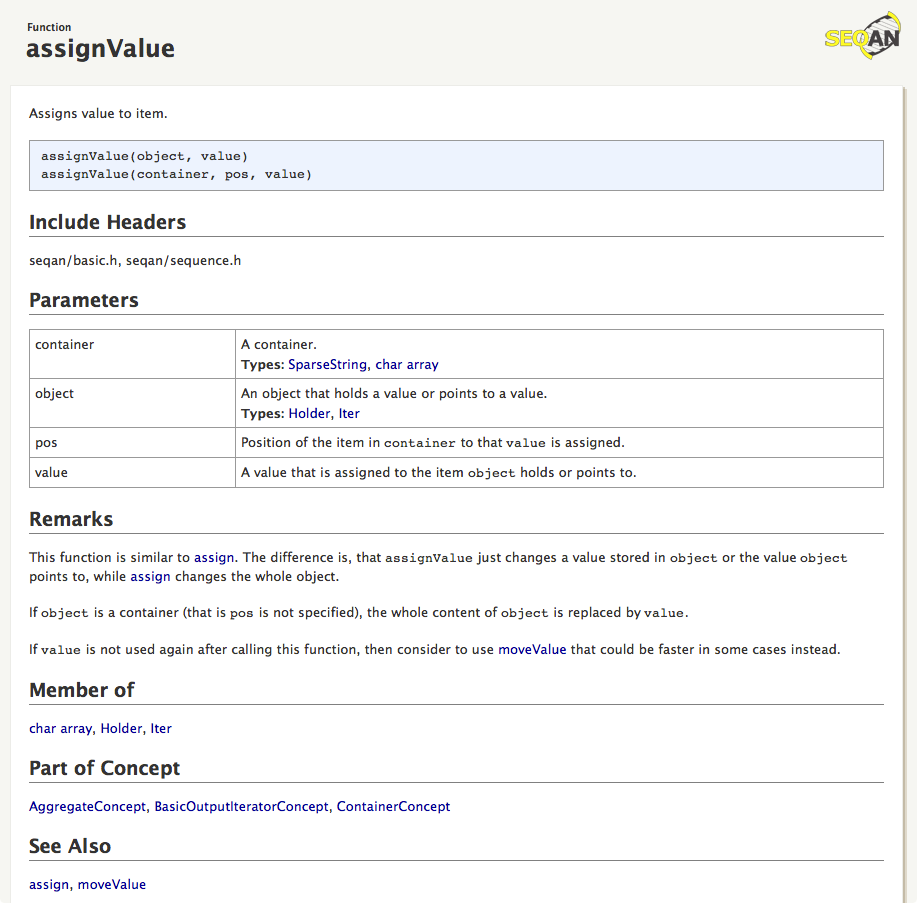 Function
assignValue
SEQAN
Assigns value to item.
assignValue(object, value)
assignValue(container, pos, value)
Include Headers
seqan/basic.h, seqan/sequence.h
Parameters
container
A container.
Types: SparseString, char array
object
An object that holds a value or points to a value.
Types: Holder, Iter
pos
Position of the item in container to that value is assigned.
value
A value that is assigned to the item object holds or points to.
Remarks
This function is similar to assign. The difference is, that assignValue just changes a value stored in object or the value object
points to, while assign changes the whole object.
If object is a container (that is pos is not specified), the whole content of object is replaced by value.
If value is not used again after calling this function, then consider to use moveValue that could be faster in some cases instead.
Member of
char array, Holder, Iter
Part of Concept
AggregateConcept, BasicOutputIteratorConcept, ContainerConcept
See Also
assign, moveValue